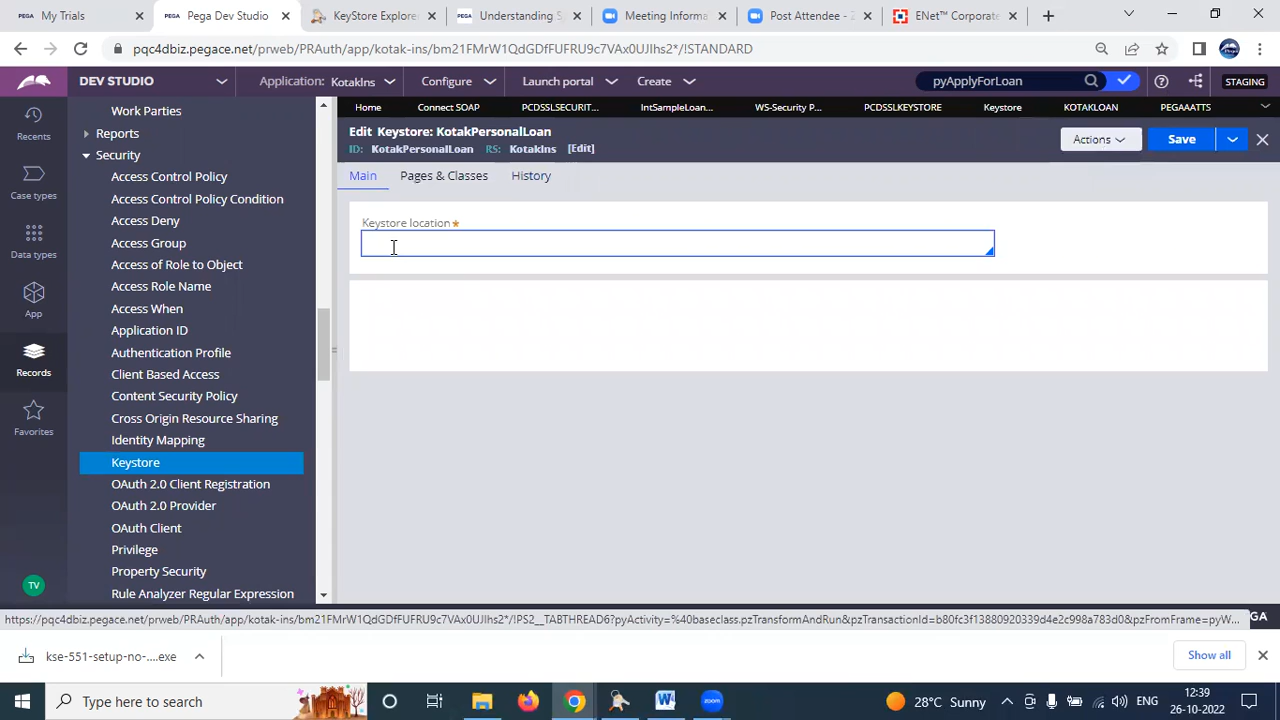 My Trials
Pega Dev Studio
KeyStore Explore
Understanding S
Meeting Informa
Post Attendee - 2
ENet™ Corporate
pqc4dbiz.pegace.net/prweb/PRAuth/app/kotak-ins/bm21FMrW1QdGDfFUFRU9c7VAx0UJIhs2*/!STANDARD
DEV STUDIO
Application: KotakIns
Configure
Launch portal
Create
pyApplyForLoan
STAGING
Recents
Case types
Data types
App
Records
Favorites
TV
Work Parties
Reports
Security
Access Control Policy
Access Control Policy Condition
Access Deny
Access Group
Access of Role to Object
Access Role Name
Access When
Application ID
Authentication Profile
Client Based Access
Content Security Policy
Cross Origin Resource Sharing
Identity Mapping
Keystore
OAuth 2.0 Client Registration
OAuth 2.0 Provider
OAuth Client
Privilege
Property Security
Rule Analyzer Regular Expression
Home
Connect SOAP
PCDSSLSECURIT...
IntSampleLoan...
WS-Security P...
PCDSSLKEYSTORE
Keystore
KOTAKLOAN
PEGAAATTS
Edit Keystore: KotakPersonalLoan
ID: KotakPersonalLoan RS: KotakIns [Edit]
Actions
Save
Main
Pages & Classes
History
Keystore location★
https://pqc4dbiz.pegace.net/prweb/PRAuth/app/kotak-ins/bm21FMrW1QdGDfFUFRU9c7VAx0UJIhs2*/!PS2__TABTHREAD6?pyActivity=%40baseclass.pzTransformAndRun&pzTransactionId=b80fc3f13880920339d4e2c998a783d0&pzFromFrame=pyW...
GA
kse-551-setup-no-....exe
Show all
Type here to search
28°C Sunny
ENG
12:39
26-10-2022